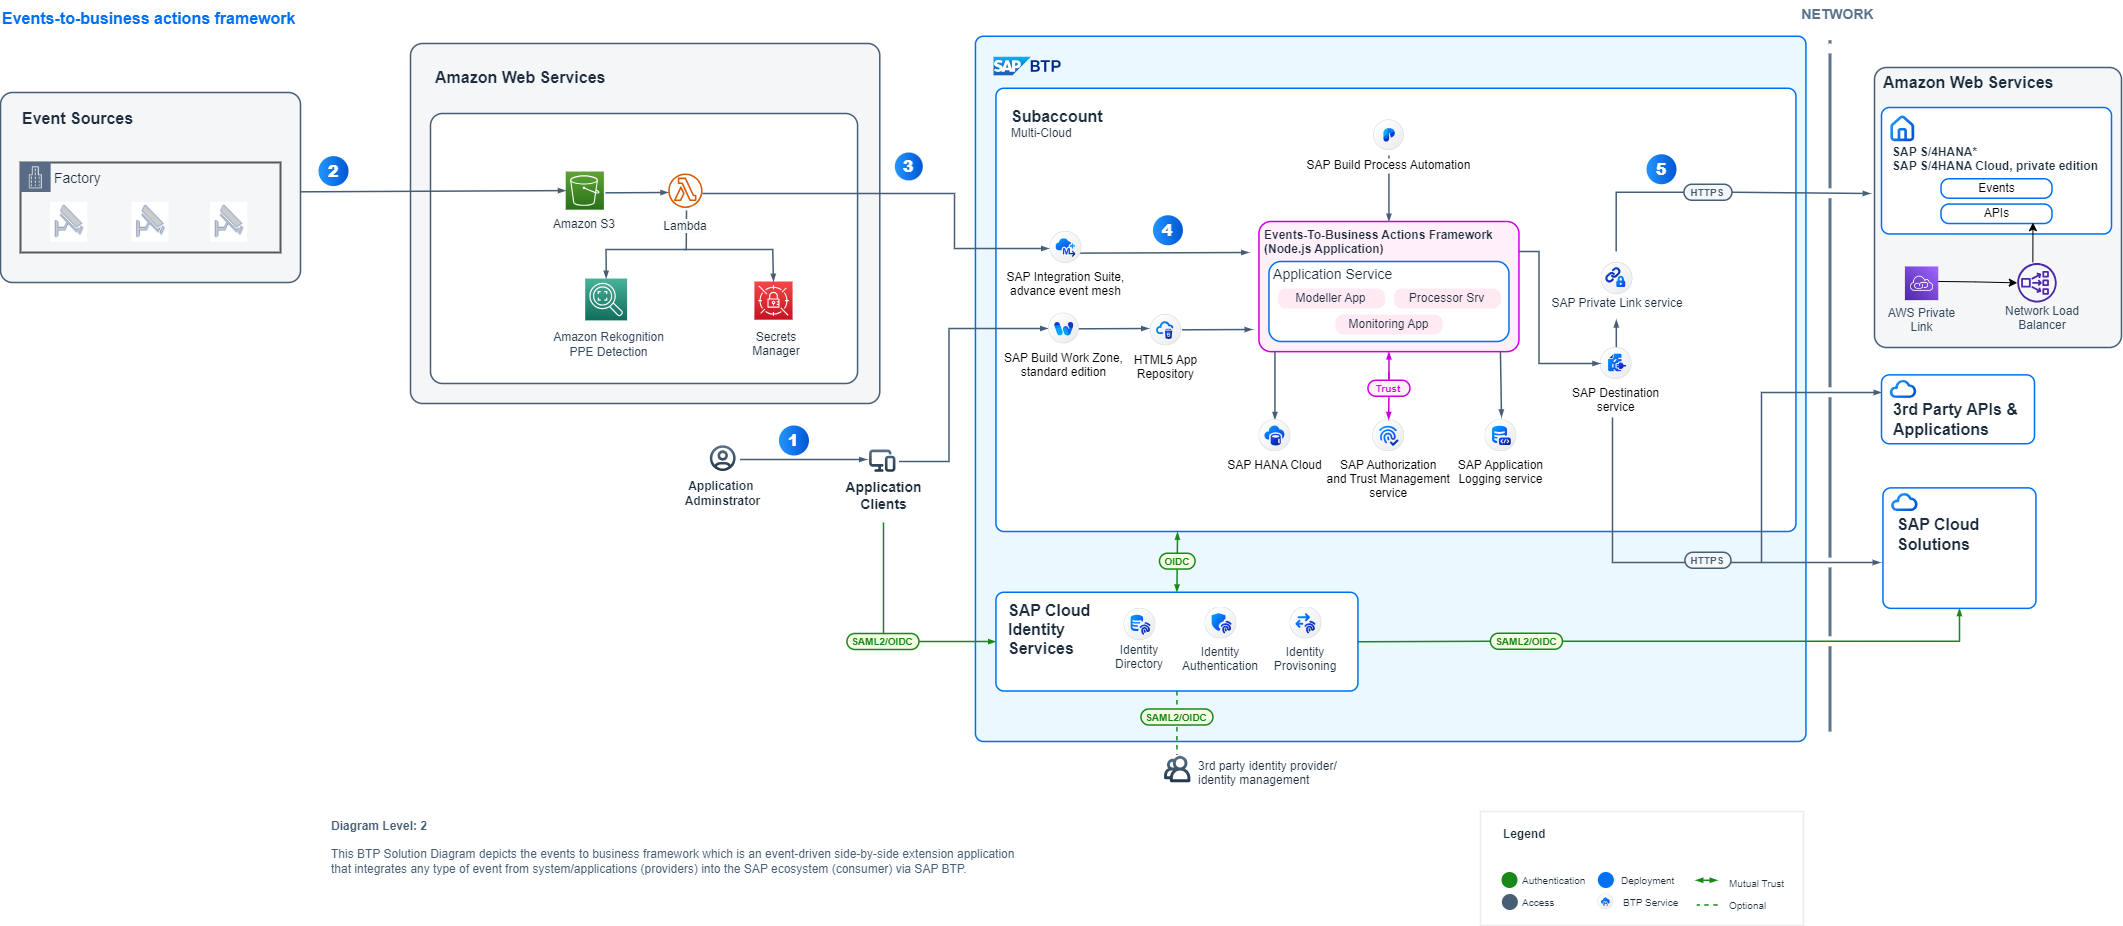 Events-to-business actions framework
NETWORK
Event Sources
Factory
2
Amazon Web Services
Amazon S3
Lambda
Amazon Rekognition
PPE Detection
Secrets
Manager
3
1
Application
Adminstrator
Application
Clients
SAML2/OIDC
SAP BTP
Subaccount
Multi-Cloud
SAP Build Process Automation
4
SAP Integration Suite,
advance event mesh
SAP Build Work Zone,
standard edition
HTML5 App
Repository
Events-To-Business Actions Framework
(Node.js Application)
Application Service
Modeller App
Processor Srv
Monitoring App
Trust
SAP HANA Cloud
SAP Authorization
and Trust Management
service
SAP Application
Logging service
5
HTTPS
SAP Private Link service
SAP Destination
service
HTTPS
OIDC
SAP Cloud
Identity
Services
Identity
Directory
Identity
Authentication
Identity
Provisoning
SAML2/OIDC
SAML2/OIDC
3rd party identity provider/
identity management
Amazon Web Services
SAP S/4HANA*
SAP S/4HANA Cloud, private edition
Events
APIs
AWS Private
Link
Network Load
Balancer
3rd Party APIs &
Applications
SAP Cloud
Solutions
Diagram Level: 2
This BTP Solution Diagram depicts the events to business framework which is an event-driven side-by-side extension application
that integrates any type of event from system/applications (providers) into the SAP ecosystem (consumer) via SAP BTP.
Legend
Authentication
Deployment
Mutual Trust
Access
BTP Service
Optional